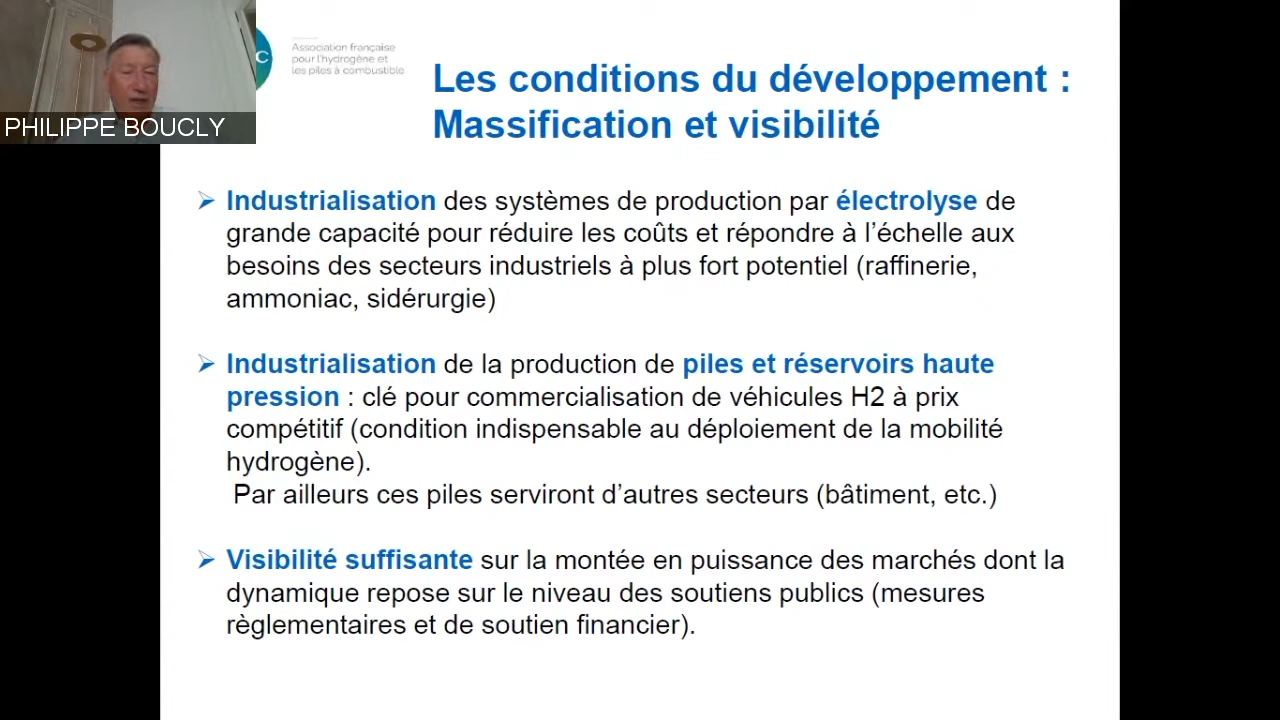 C
Association française
pour l'hydrogène et
les piles à combustible
PHILIPPE BOUCLY
Les conditions du développement :
Massification et visibilité
➢ Industrialisation des systèmes de production par électrolyse de
grande capacité pour réduire les coûts et répondre à l’échelle aux
besoins des secteurs industriels à plus fort potentiel (raffinerie,
ammoniac, sidérurgie)
➢ Industrialisation de la production de piles et réservoirs haute
pression : clé pour commercialisation de véhicules H2 à prix
compétitif (condition indispensable au déploiement de la mobilité
hydrogène).
Par ailleurs ces piles serviront d’autres secteurs (bâtiment, etc.)
➢ Visibilité suffisante sur la montée en puissance des marchés dont la
dynamique repose sur le niveau des soutiens publics (mesures
règlementaires et de soutien financier).